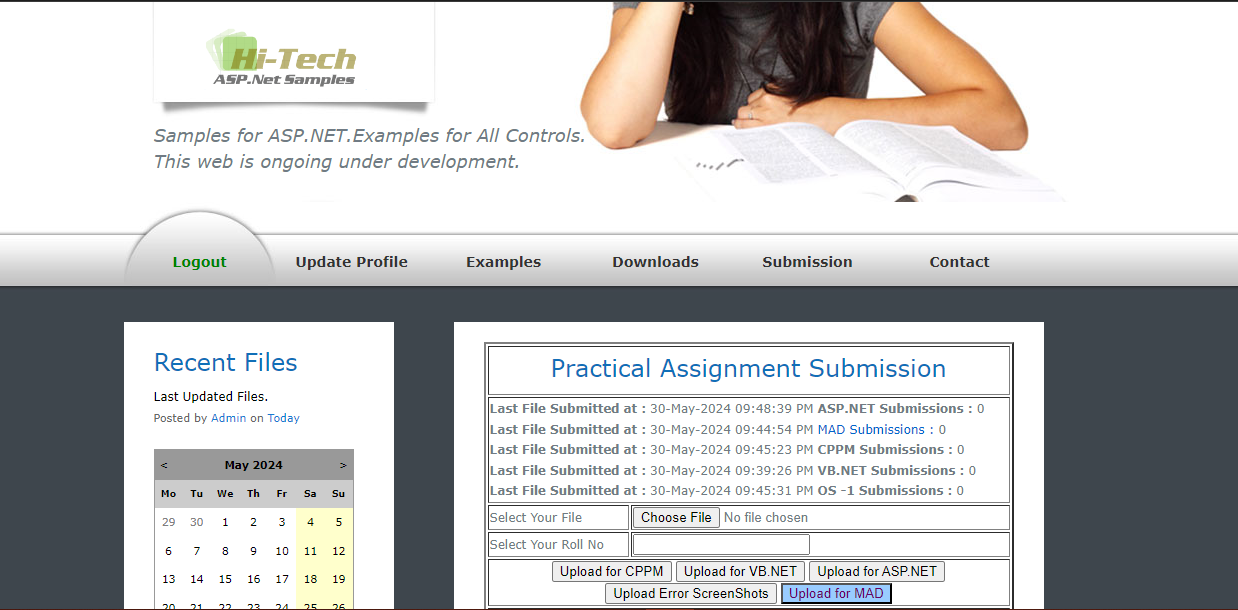 Hi-Tech
ASP.Net Samples
Samples for ASP.NET.Examples for All Controls.
This web is ongoing under development.
Logout Update Profile Examples Downloads Submission Contact
Recent Files
Last Updated Files.
Posted by Admin on Today
< May 2024 >
Mo Tu We Th Fr Sa Su
29 30 1 2 3 4 5
6 7 8 9 10 11 12
13 14 15 16 17 18 19
20 21 22 23 24 25 26
Practical Assignment Submission
Last File Submitted at : 30-May-2024 09:48:39 PM ASP.NET Submissions : 0
Last File Submitted at : 30-May-2024 09:44:54 PM MAD Submissions : 0
Last File Submitted at : 30-May-2024 09:45:23 PM CPPM Submissions : 0
Last File Submitted at : 30-May-2024 09:39:26 PM VB.NET Submissions : 0
Last File Submitted at : 30-May-2024 09:45:31 PM OS -1 Submissions : 0
Select Your File Choose File No file chosen
Select Your Roll No
Upload for CPPM Upload for VB.NET Upload for ASP.NET
Upload Error ScreenShots Upload for MAD